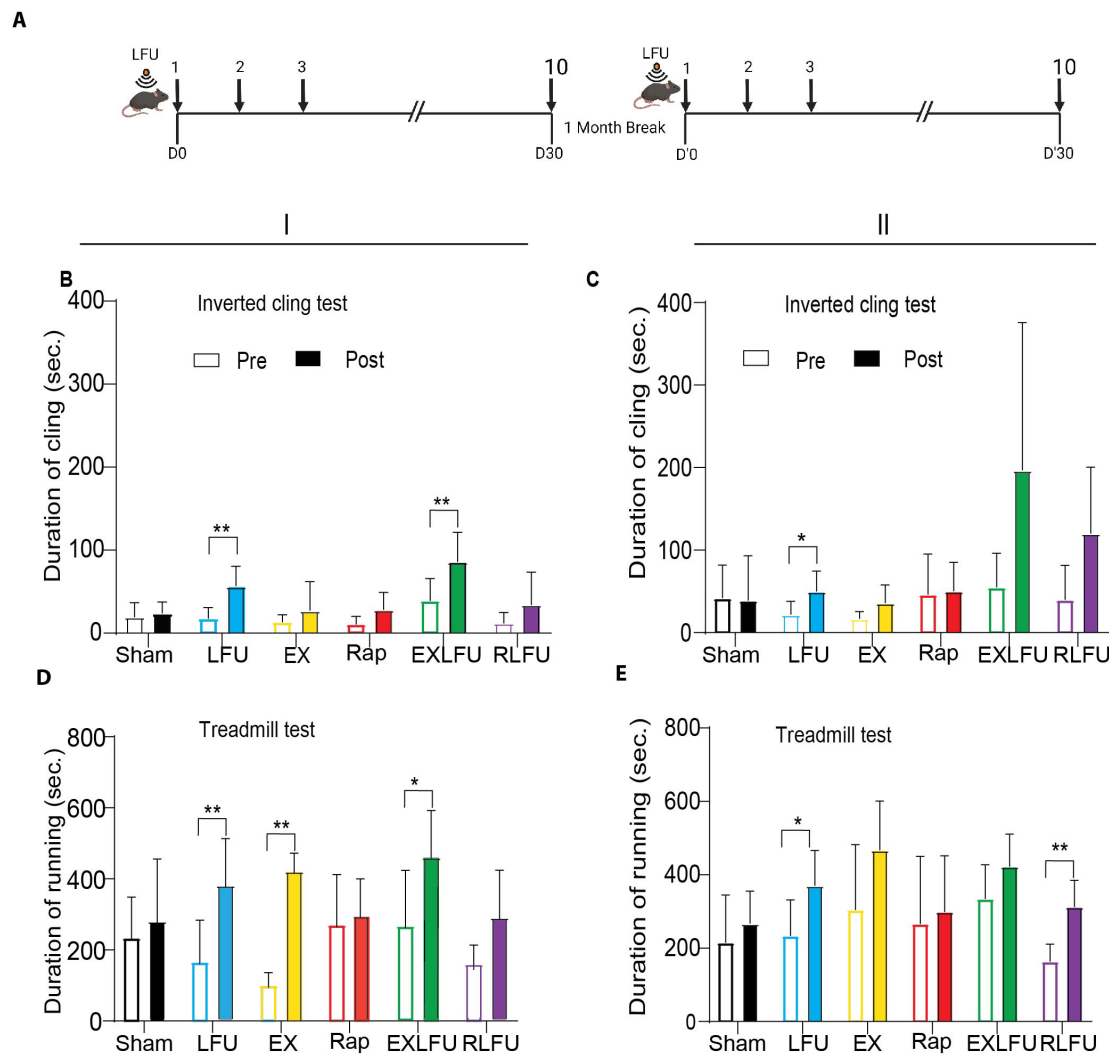 A
LFU
1 2 3 10
D0 D30
1 Month Break
LFU
1 2 3 10
D'0 D'30
I
II
B
Inverted cling test
Pre Post
Duration of cling (sec.)
400
300
200
100
0
** **
Sham LFU EX Rap EXLFU RLFU
C
Inverted cling test
Pre Post
Duration of cling (sec.)
400
300
200
100
0
*
Sham LFU EX Rap EXLFU RLFU
D
Treadmill test
Duration of running (sec.)
800
600
400
200
0
** ** *
Sham LFU EX Rap EXLFU RLFU
E
Treadmill test
Duration of running (sec.)
800
600
400
200
0
* **
Sham LFU EX Rap EXLFU RLFU